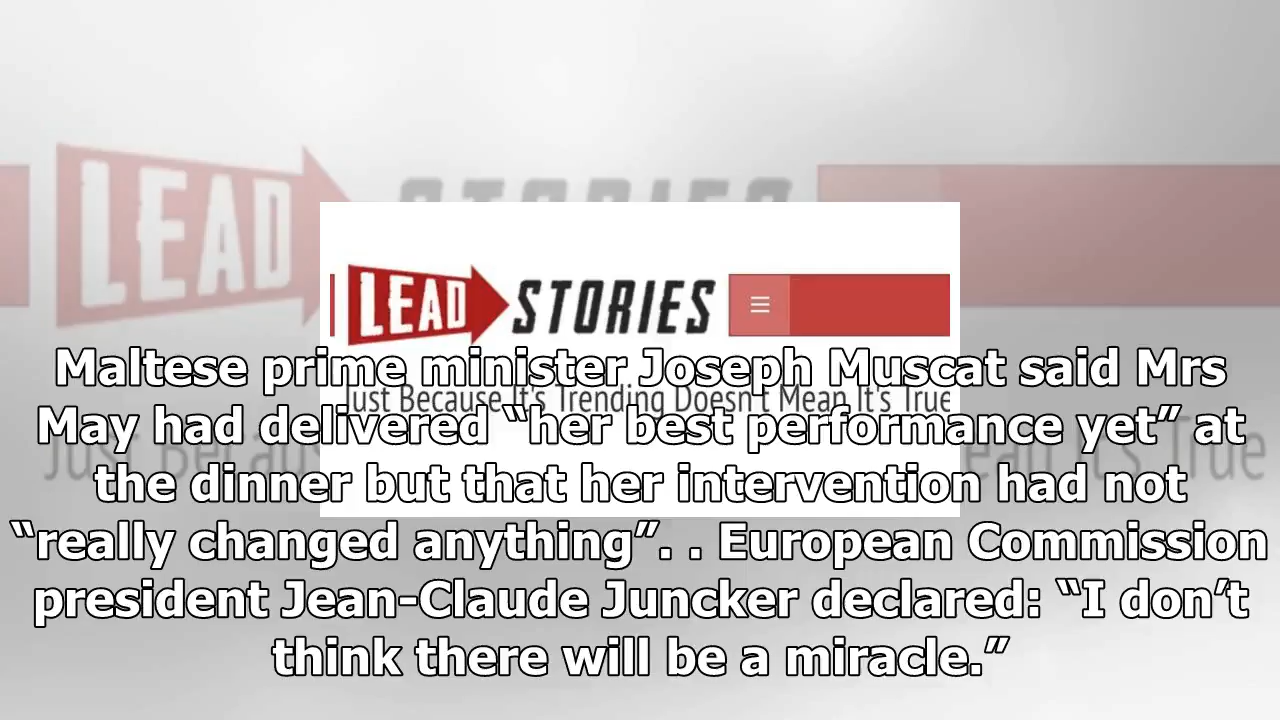 LEAD STORIES
Just Because It's Trending Doesn't Mean It's True
Maltese prime minister Joseph Muscat said Mrs
May had delivered “her best performance yet” at
the dinner but that her intervention had not
“really changed anything”. . European Commission
president Jean-Claude Juncker declared: “I don’t
think there will be a miracle.”